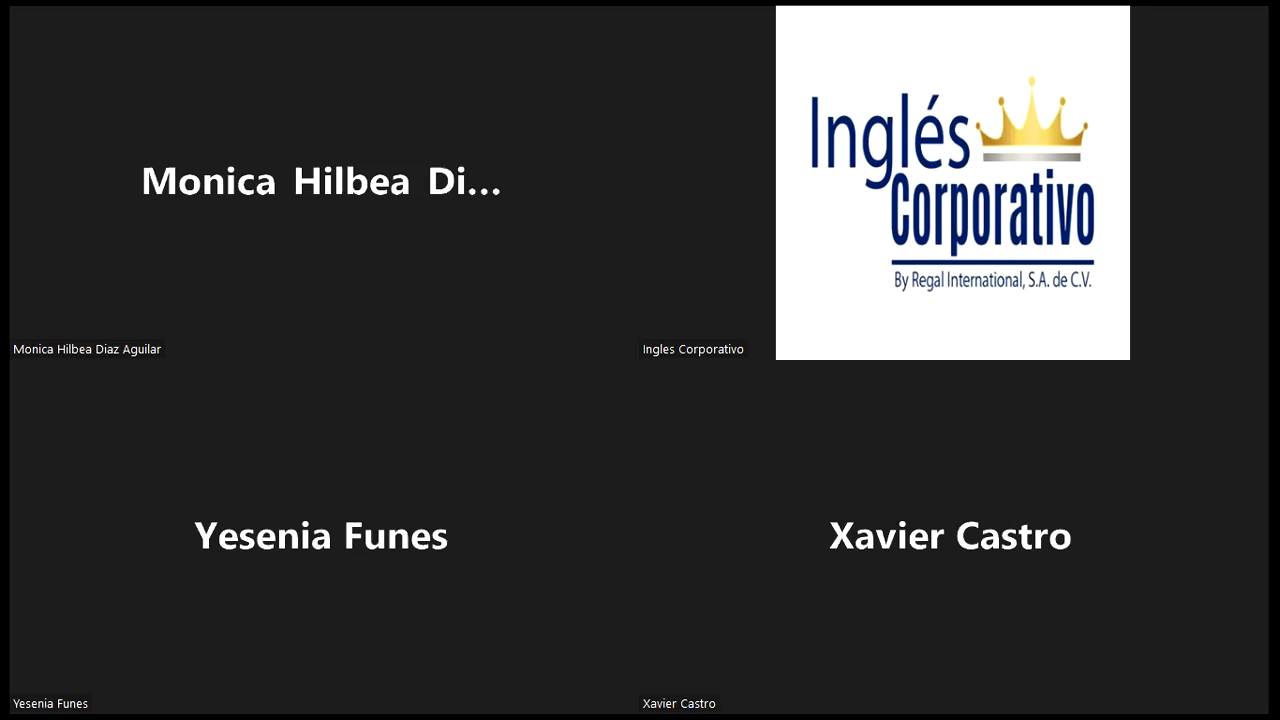 Monica Hilbea Di...
Monica Hilbea Diaz Aguilar
Inglés
Corporativo
By Regal International, S.A. de C.V.
Ingles Corporativo
Yesenia Funes
Yesenia Funes
Xavier Castro
Xavier Castro